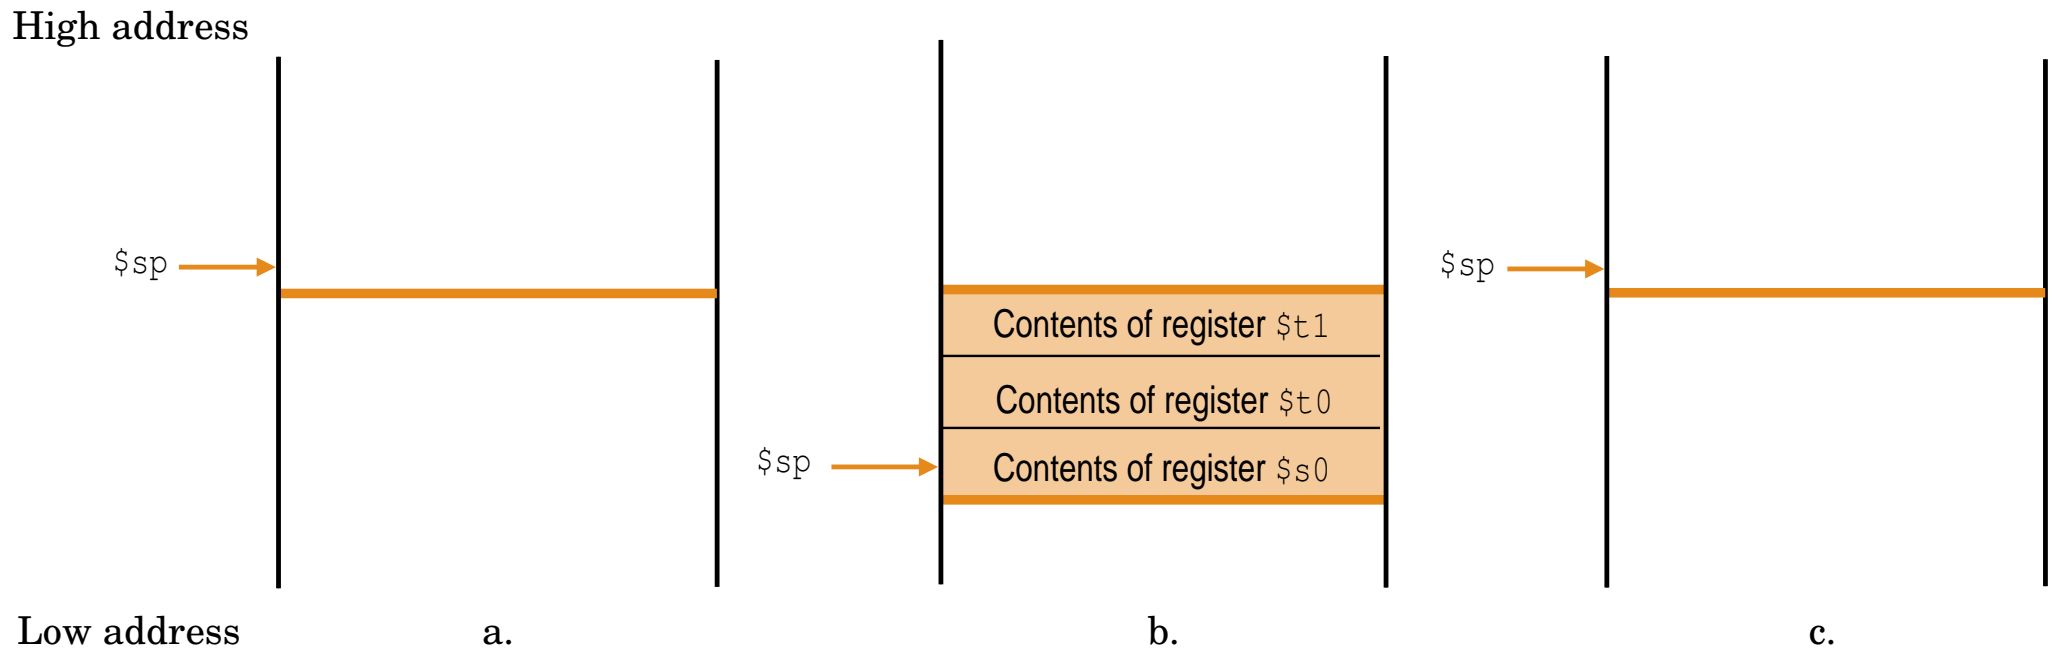 High address
$sp
$sp
Contents of register $t1
Contents of register $t0
$sp
Contents of register $s0
Low address
a.
b.
c.